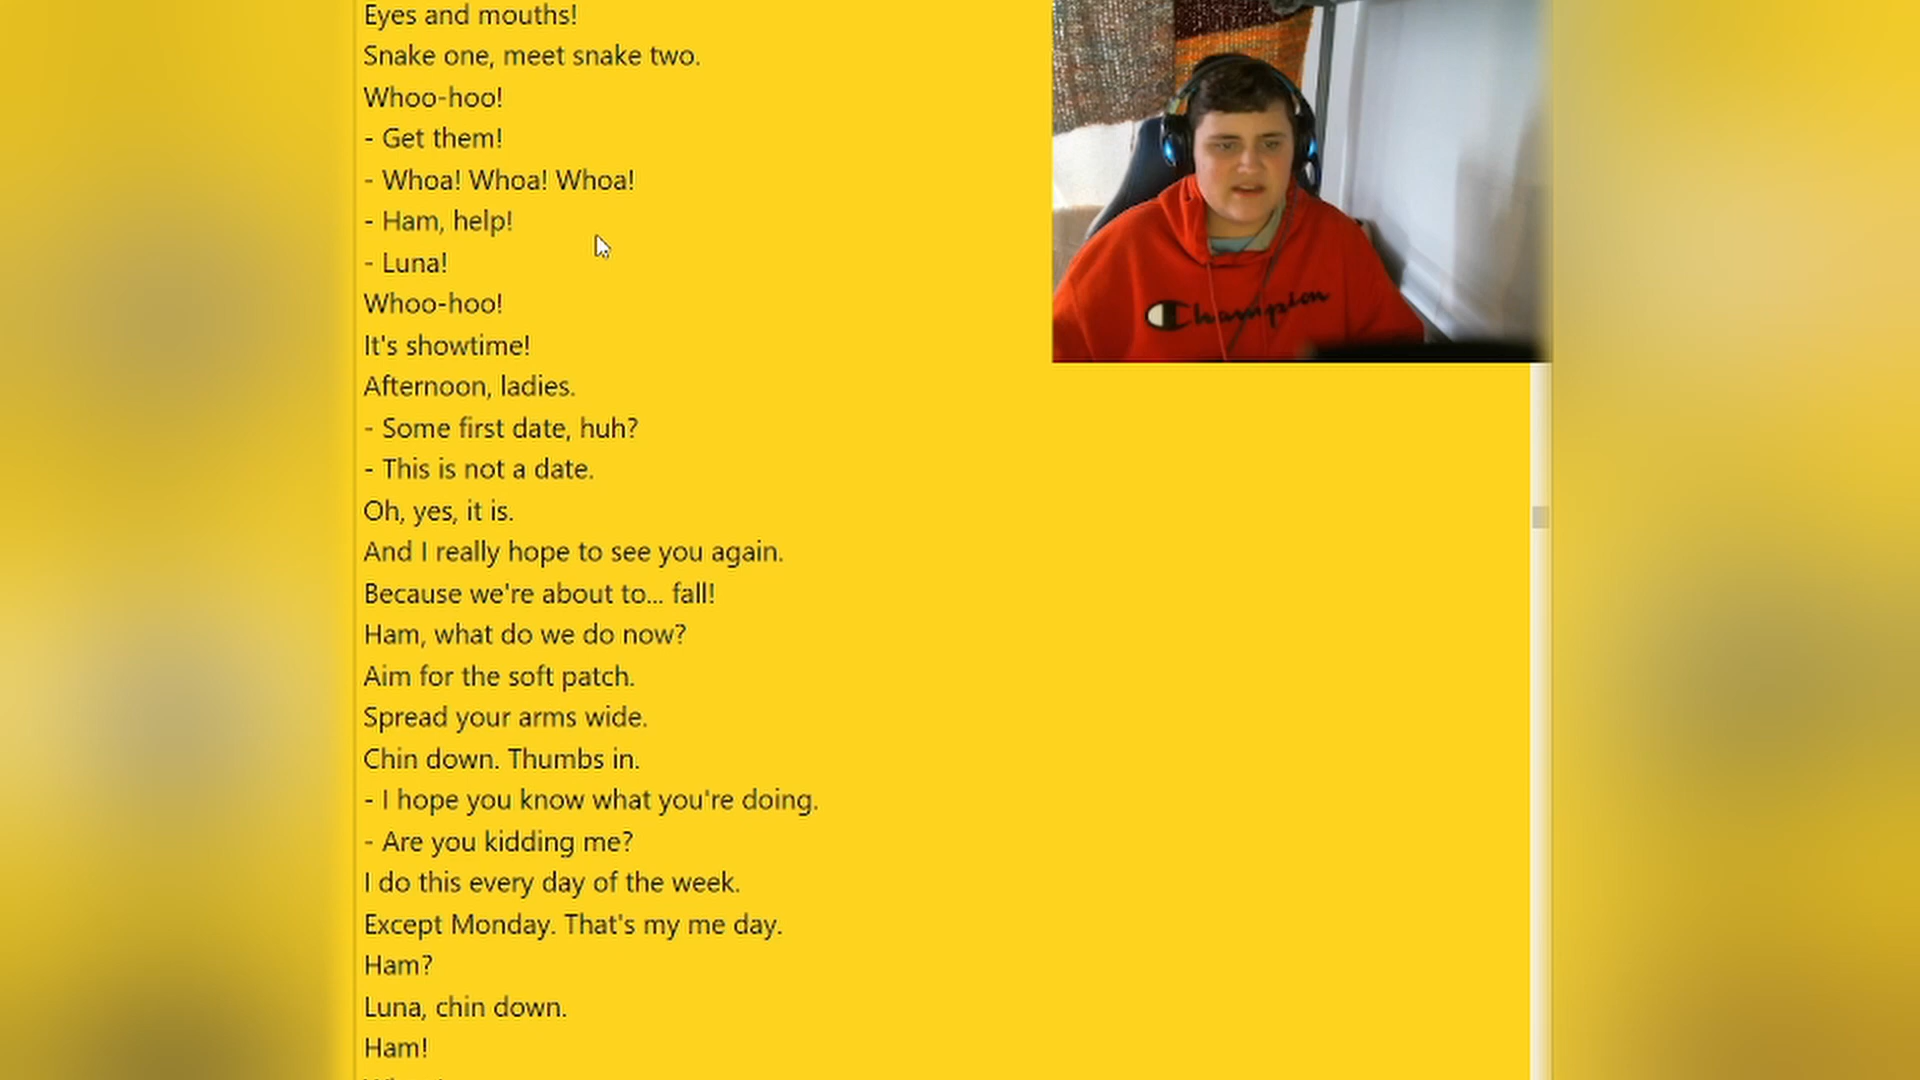 Eyes and mouths!
Snake one, meet snake two.
Whoo-hoo!
- Get them!
- Whoa! Whoa! Whoa!
- Ham, help!
- Luna!
Whoo-hoo!
It's showtime!
Afternoon, ladies.
- Some first date, huh?
- This is not a date.
Oh, yes, it is.
And I really hope to see you again.
Because we're about to... fall!
Ham, what do we do now?
Aim for the soft patch.
Spread your arms wide.
Chin down. Thumbs in.
- I hope you know what you're doing.
- Are you kidding me?
I do this every day of the week.
Except Monday. That's my me day.
Ham?
Luna, chin down.
Ham!
Champion